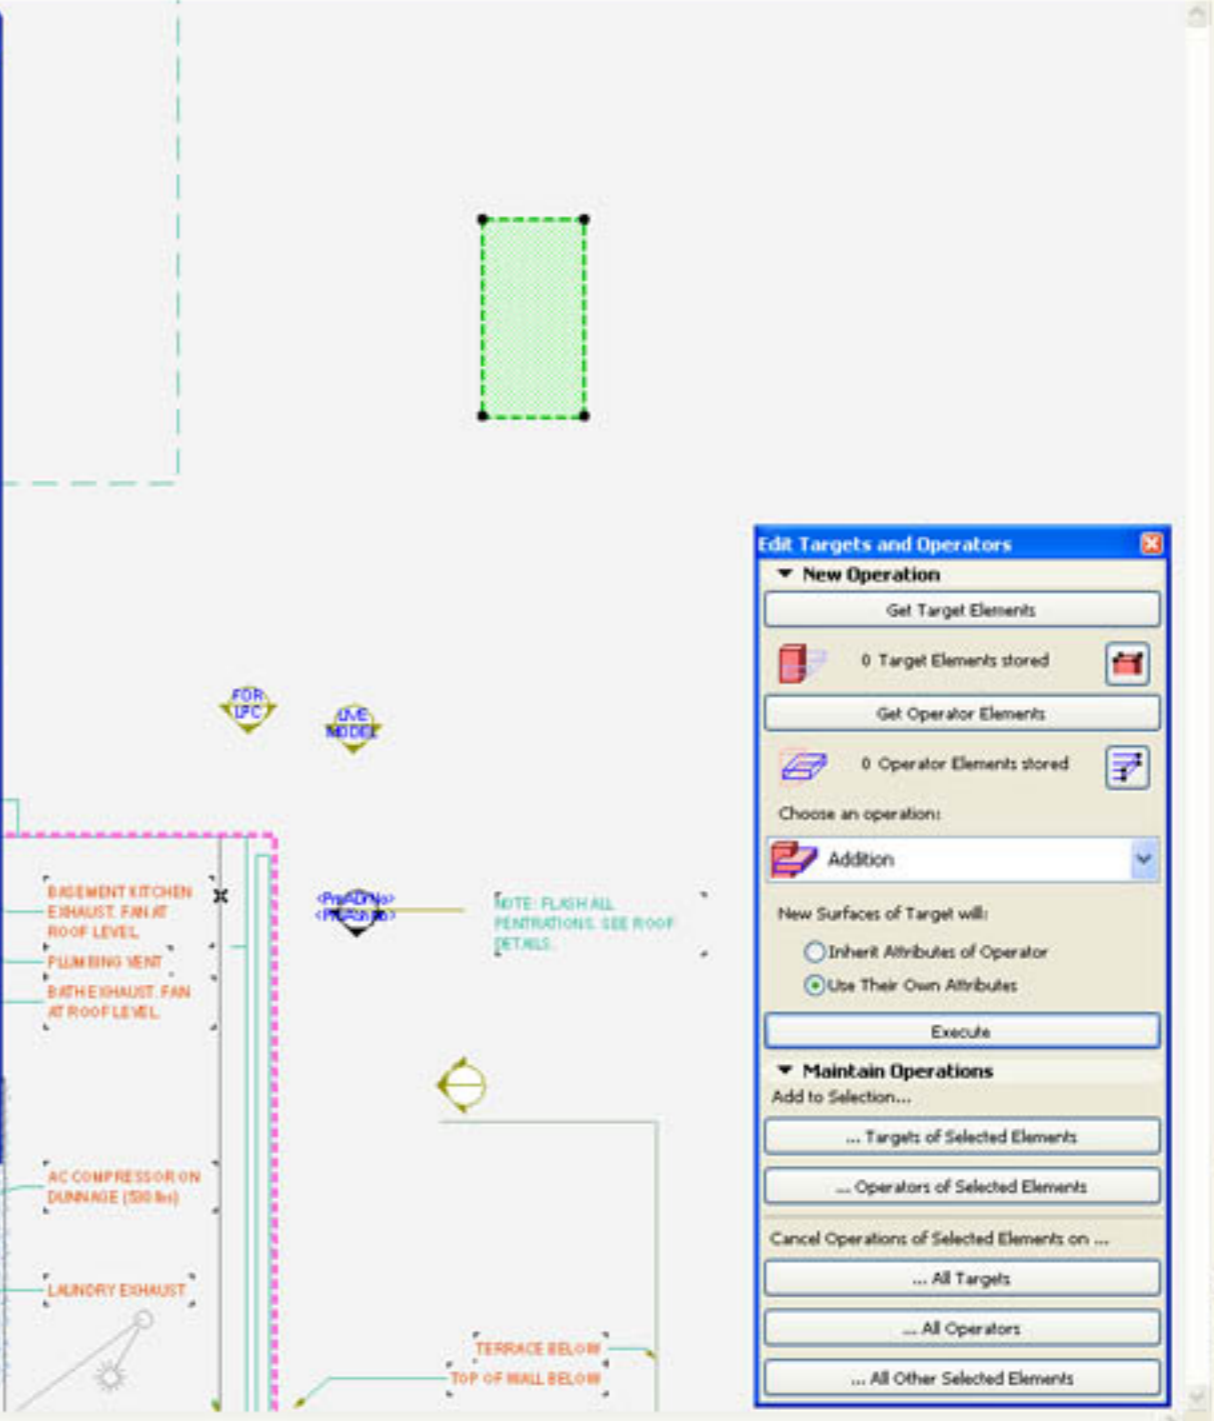 Edit Targets and Operators
New Operation
Get Target Elements
0 Target Elements stored
Get Operator Elements
0 Operator Elements stored
Choose an operation:
Addition
New Surfaces of Target will:
Inherit Attributes of Operator
Use Their Own Attributes
Execute
Maintain Operations
Add to Selection...
... Targets of Selected Elements
... Operators of Selected Elements
Cancel Operations of Selected Elements on ...
... All Targets
... All Operators
... All Other Selected Elements
FOR
LPC
LIVE
MODEL
BASEMENT KITCHEN
EXHAUST. FAN AT
ROOF LEVEL.
PLUMBING VENT
BATH EXHAUST. FAN
AT ROOF LEVEL.
NOTE: FLASH ALL
PENTRATIONS. SEE ROOF
DETAILS.
AC COMPRESSOR ON
DUNNAGE (530 lbs)
LAUNDRY EXHAUST
TERRACE BELOW
TOP OF WALL BELOW